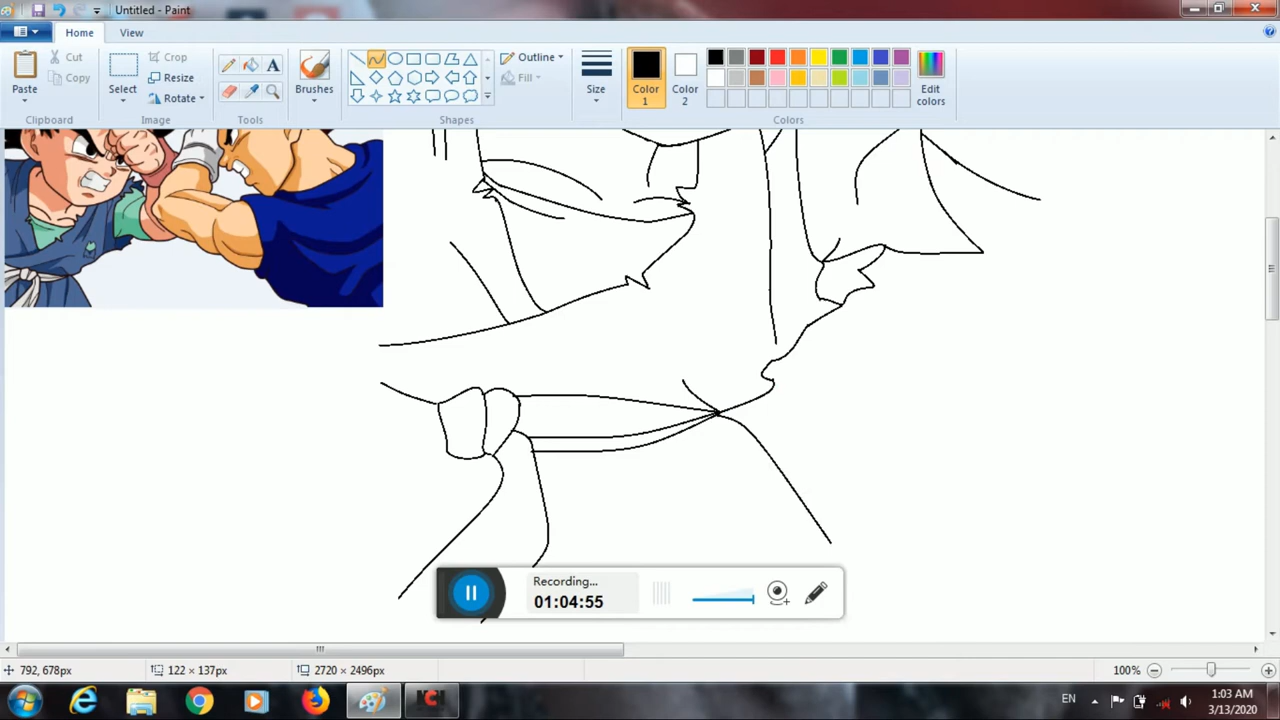 Untitled - Paint
Home View
Paste
Cut
Copy
Clipboard
Select
Crop
Resize
Rotate
Image
Tools
Brushes
Shapes
Outline
Fill
Size
Color 1
Color 2
Edit colors
Colors
Recording...
01:04:55
792, 678px 122 × 137px 2720 × 2496px 100%
EN 1:03 AM
3/13/2020